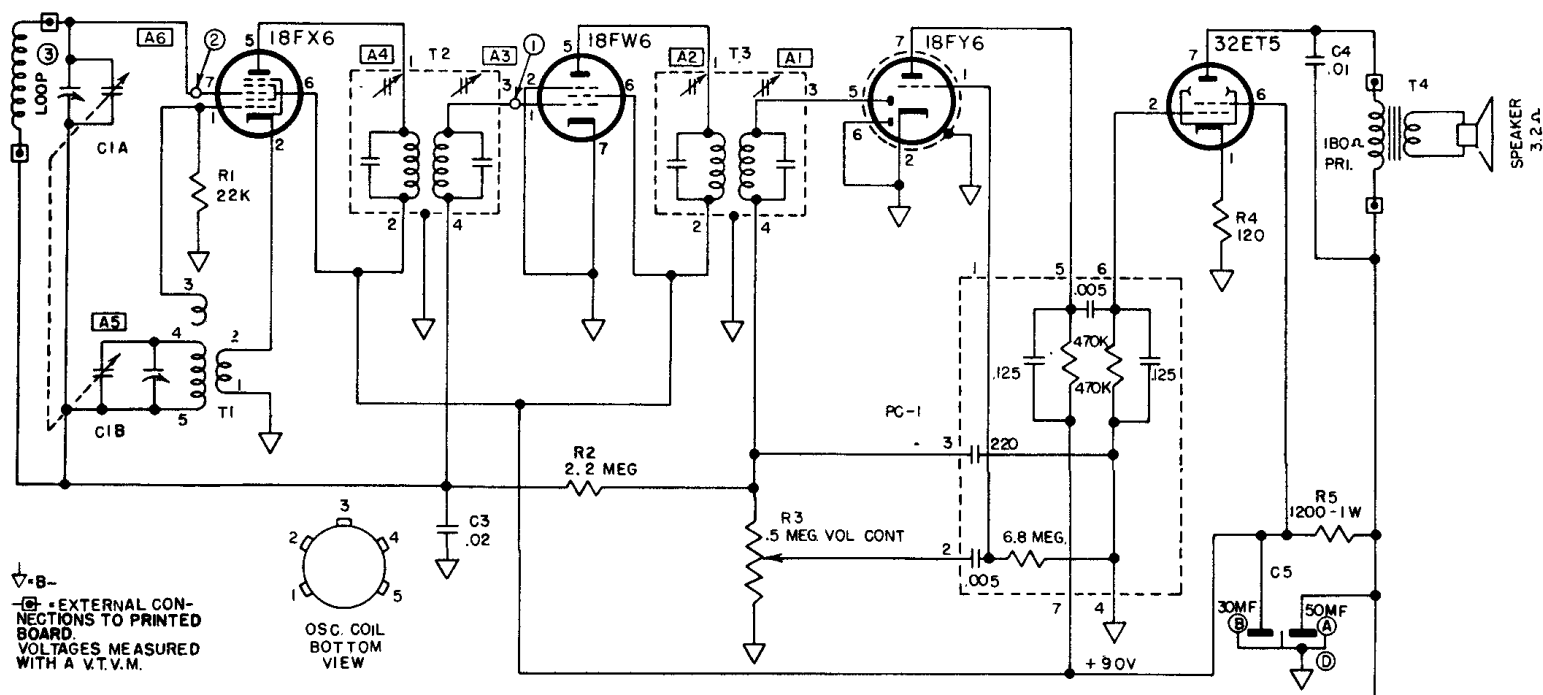 LOOP
3
A6
2
18FX6
5
7
1
6
2
C1A
R1
22K
A5
3
4
5
2
1
T1
C1B
A4
T2
A3
1
3
2
4
1
18FW6
5
2
1
6
7
A2
T.3
A1
1
3
2
4
18FY6
7
1
5
6
2
32ET5
7
2
6
1
R4
120
C4
.01
T4
180Ω
PRI.
SPEAKER
3.2Ω
1
5
6
.005
470K
470K
.125
.125
PC-1
3
220
2
.005
6.8 MEG.
7
4
R2
2.2 MEG
R3
.5 MEG. VOL CONT
C3
.02
R5
1200-1W
C5
30MF
B
50MF
A
D
+90V
3
2
4
1
5
OSC. COIL
BOTTOM
VIEW
=B-
=EXTERNAL CON-
NECTIONS TO PRINTED
BOARD.
VOLTAGES MEASURED
WITH A V.T.V.M.